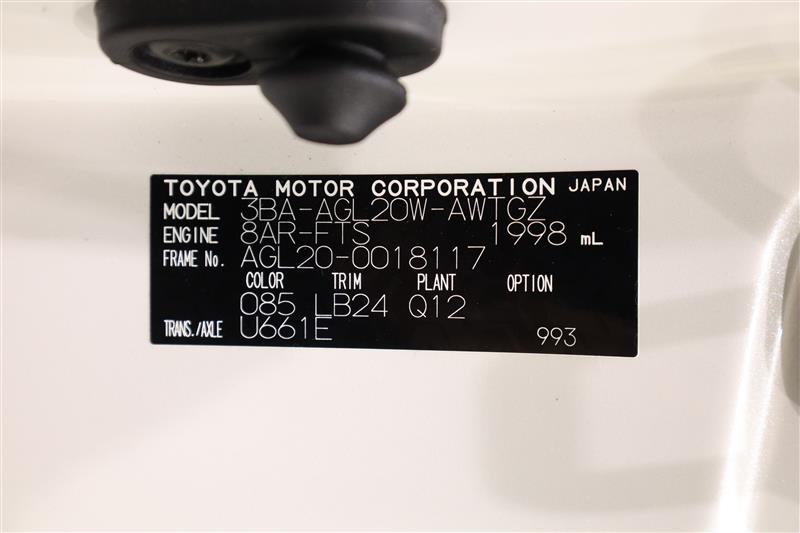 TOYOTA MOTOR CORPORATION JAPAN
MODEL 3BA-AGL20W-AWTGZ
ENGINE 8AR-FTS 1998 mL
FRAME No. AGL20-0018117
COLOR TRIM PLANT OPTION
085 LB24 Q12
TRANS./AXLE U661E 993